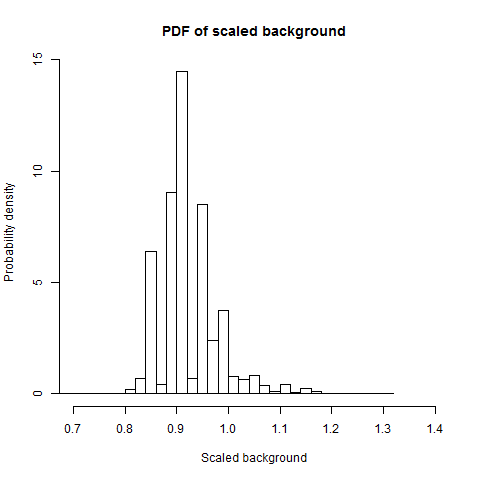 PDF of scaled background
Probability density
15
10
5
0
0.7 0.8 0.9 1.0 1.1 1.2 1.3 1.4
Scaled background